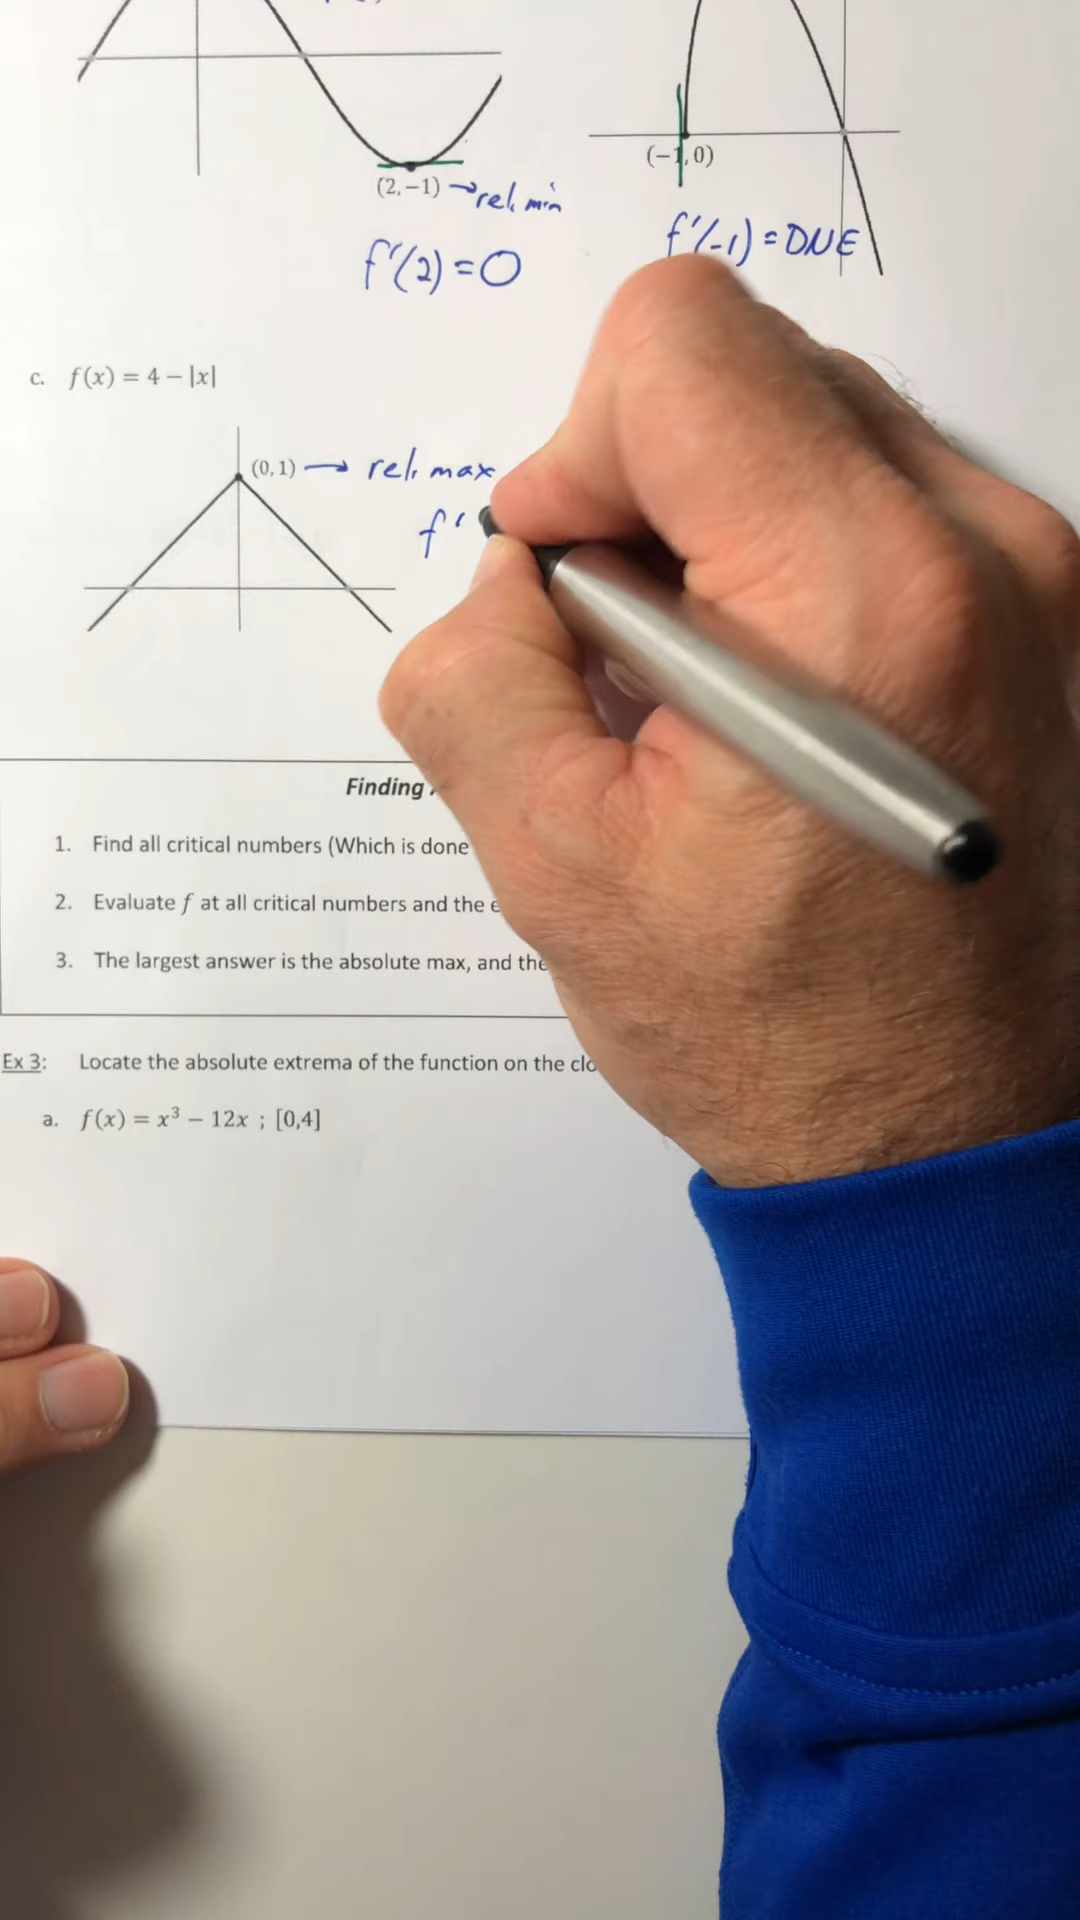 (2,−1) → rel. min
(−1,0)
f'(2) = 0
f'(-1) = DNE
c. f(x) = 4 − |x|
(0,1) → rel. max
f'
Finding
1. Find all critical numbers (Which is done
2. Evaluate f at all critical numbers and the
3. The largest answer is the absolute max, and the
Ex 3: Locate the absolute extrema of the function on the
a. f(x) = x³ − 12x ; [0,4]